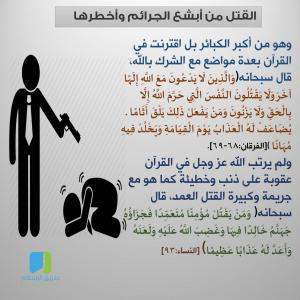 القتل من أبشع الجرائم وأخطرها
وهو من أكبر الكبائر بل اقترنت في
القرآن بعدة مواضع مع الشرك بالله،
قال سبحانه(وَالَّذِينَ لَا يَدْعُونَ مَعَ اللَّهِ إِلَٰهًا
آخَرَ وَلَا يَقْتُلُونَ النَّفْسَ الَّتِي حَرَّمَ اللَّهُ إِلَّا
بِالْحَقِّ وَلَا يَزْنُونَ وَمَن يَفْعَلْ ذَٰلِكَ يَلْقَ أَثَامًا .
يُضَاعَفْ لَهُ الْعَذَابُ يَوْمَ الْقِيَامَةِ وَيَخْلُدْ فِيهِ
مُهَانًا )(الفرقان:٦٨-٦٩).
ولم يرتب الله عز وجل في القرآن
عقوبة على ذنب وخطيئة كما هو مع
جريمة وكبيرة القتل العمد، قال
سبحانه( وَمَنْ يَقْتُلْ مُؤْمِنًا مُتَعَمِّدًا فَجَزَاؤُهُ
جَهَنَّمُ خَالِدًا فِيهَا وَغَضِبَ اللَّهُ عَلَيْهِ وَلَعَنَهُ
وَأَعَدَّ لَهُ عَذَابًا عَظِيمًا) [النساء:٩٣]
طريق الإسلام